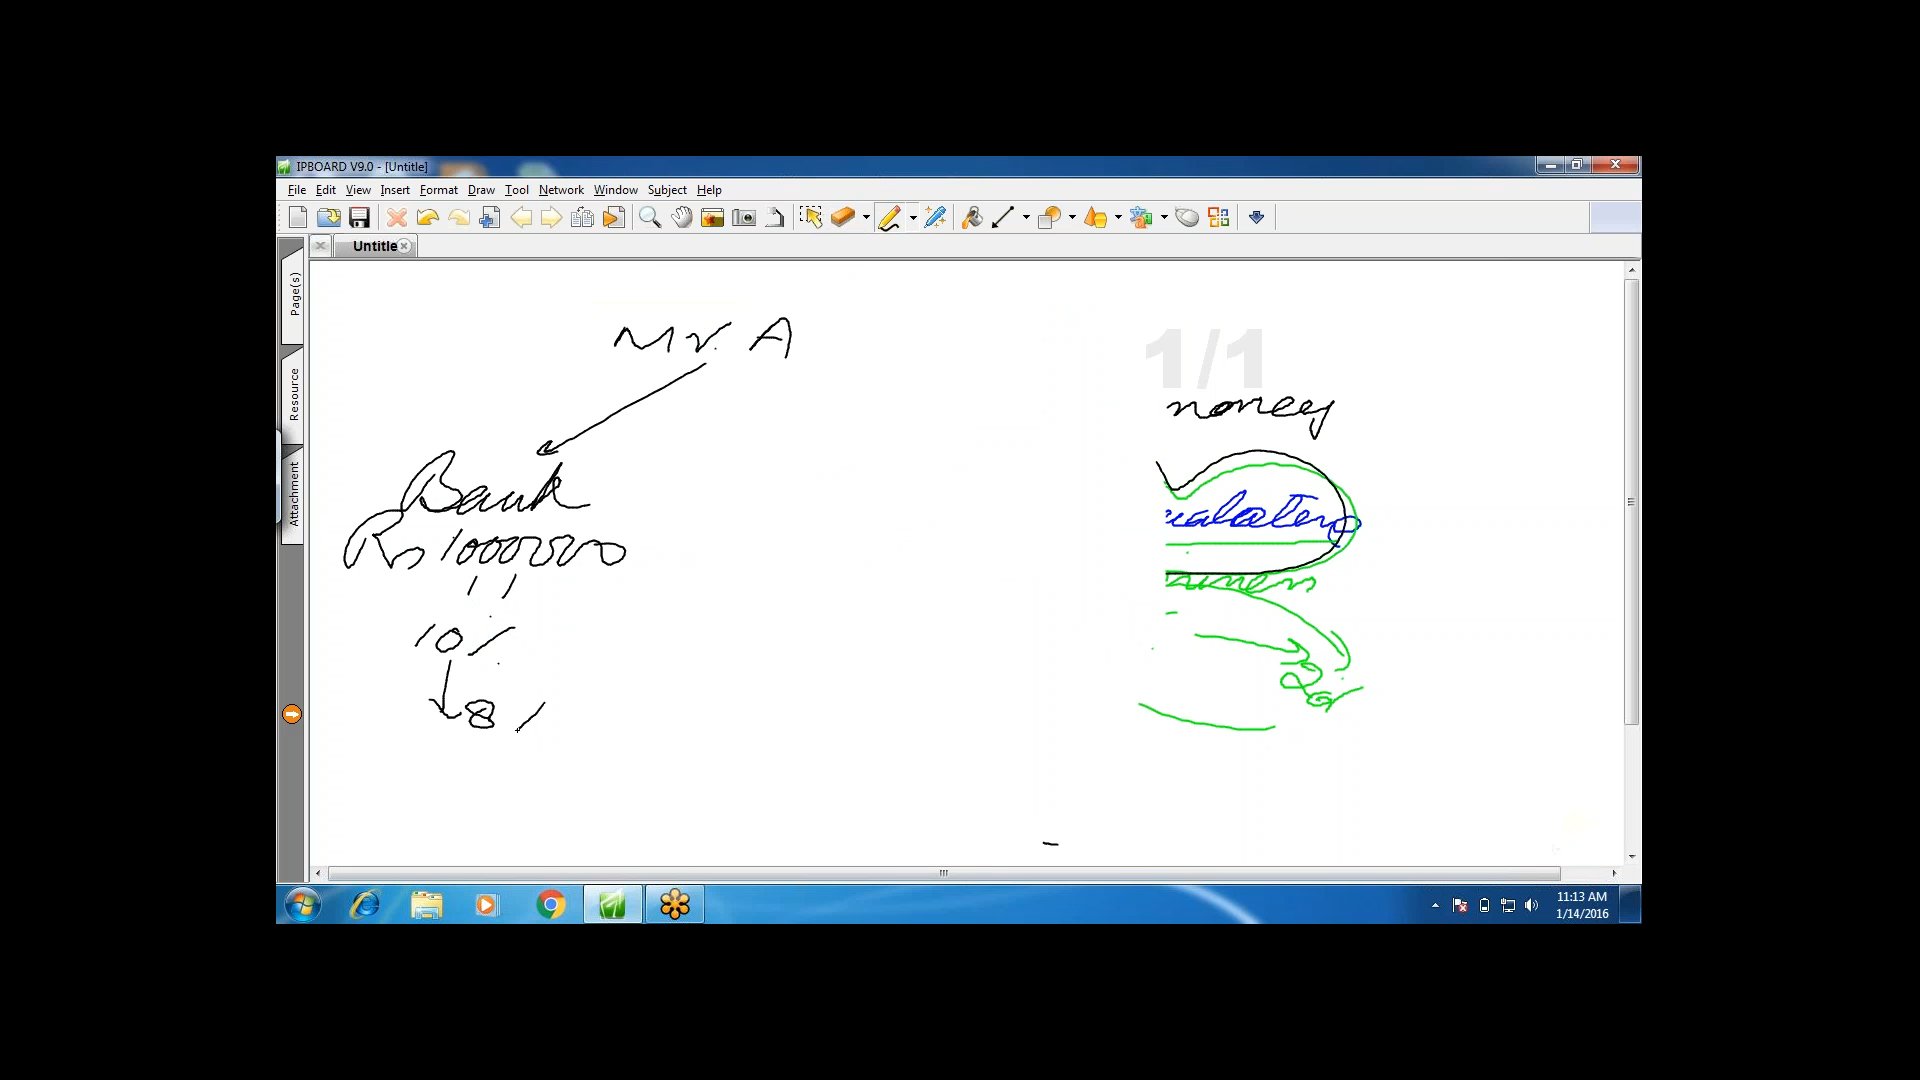 IPBOARD V9.0 - [Untitle]
File Edit View Insert Format Draw Tool Network Window Subject Help
Untitle
Page(s)
Resource
Attachment
1/1
Mr. A
money
Bank
Rs 1000000
10%
8%
11:13 AM
1/14/2016